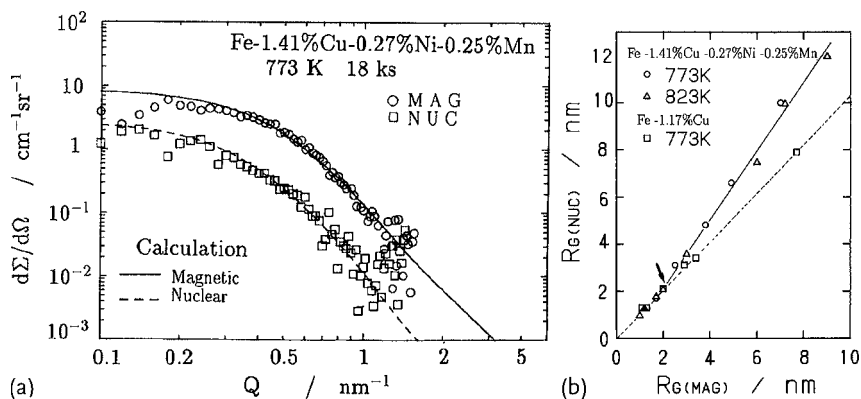 10²
Fe-1.41%Cu-0.27%Ni-0.25%Mn
773 K 18 ks
MAG
NUC
10
1
10⁻¹
10⁻²
10⁻³
dΣ/dΩ / cm⁻¹sr⁻¹
Calculation
Magnetic
Nuclear
0.1 0.2 0.5 1 2 5
Q / nm⁻¹
(a)
12
10
8
6
4
2
0
RG(NUC) / nm
Fe-1.41%Cu-0.27%Ni-0.25%Mn
773K
823K
Fe-1.17%Cu
773K
0 2 4 6 8 10
RG(MAG) / nm
(b)